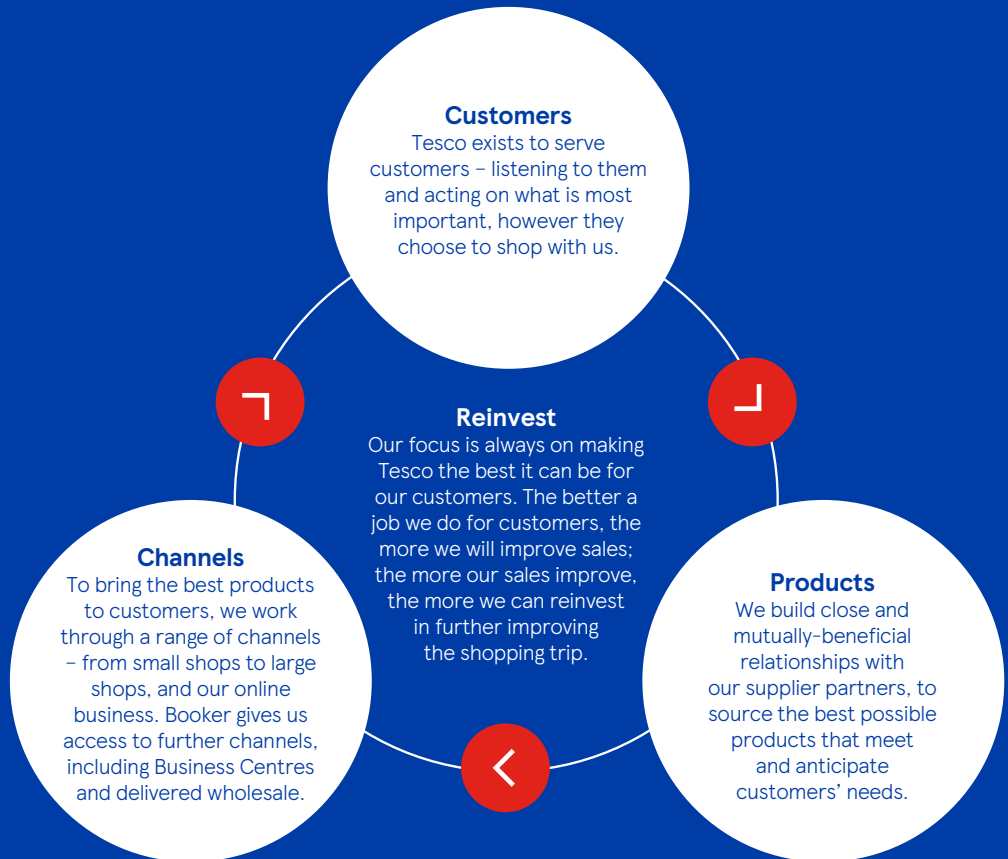 Customers
Tesco exists to serve
customers – listening to them
and acting on what is most
important, however they
choose to shop with us.
Reinvest
Our focus is always on making
Tesco the best it can be for
our customers. The better a
job we do for customers, the
more we will improve sales;
the more our sales improve,
the more we can reinvest
in further improving
the shopping trip.
Channels
To bring the best products
to customers, we work
through a range of channels
– from small shops to large
shops, and our online
business. Booker gives us
access to further channels,
including Business Centres
and delivered wholesale.
Products
We build close and
mutually-beneficial
relationships with
our supplier partners, to
source the best possible
products that meet
and anticipate
customers’ needs.